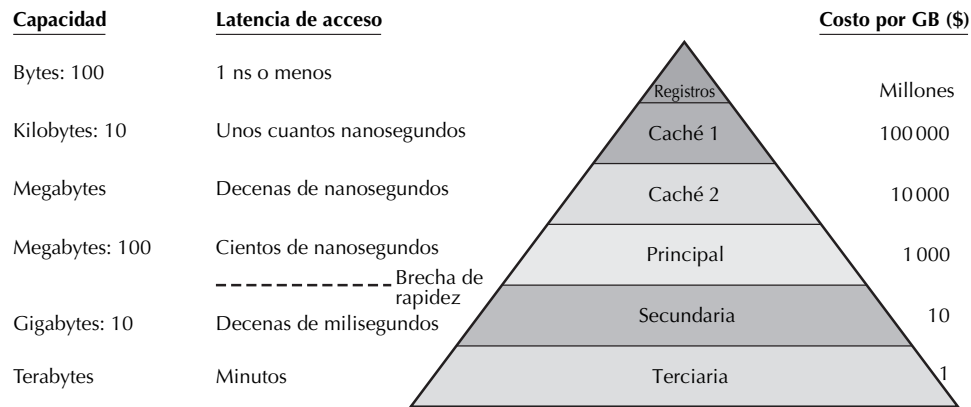 Capacidad Latencia de acceso Costo por GB ($)
Bytes: 100 1 ns o menos Registros Millones
Kilobytes: 10 Unos cuantos nanosegundos Caché 1 100 000
Megabytes Decenas de nanosegundos Caché 2 10 000
Megabytes: 100 Cientos de nanosegundos Principal 1 000
Brecha de
rapidez
Gigabytes: 10 Decenas de milisegundos Secundaria 10
Terabytes Minutos Terciaria 1